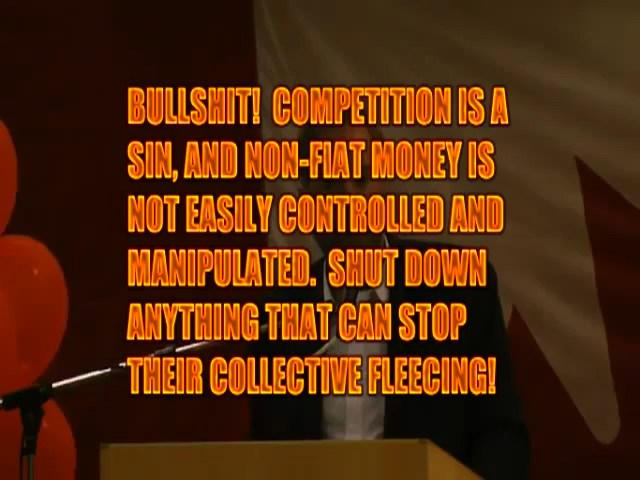 BULLSHIT! COMPETITION IS A
SIN, AND NON-FIAT MONEY IS
NOT EASILY CONTROLLED AND
MANIPULATED. SHUT DOWN
ANYTHING THAT CAN STOP
THEIR COLLECTIVE FLEECING!